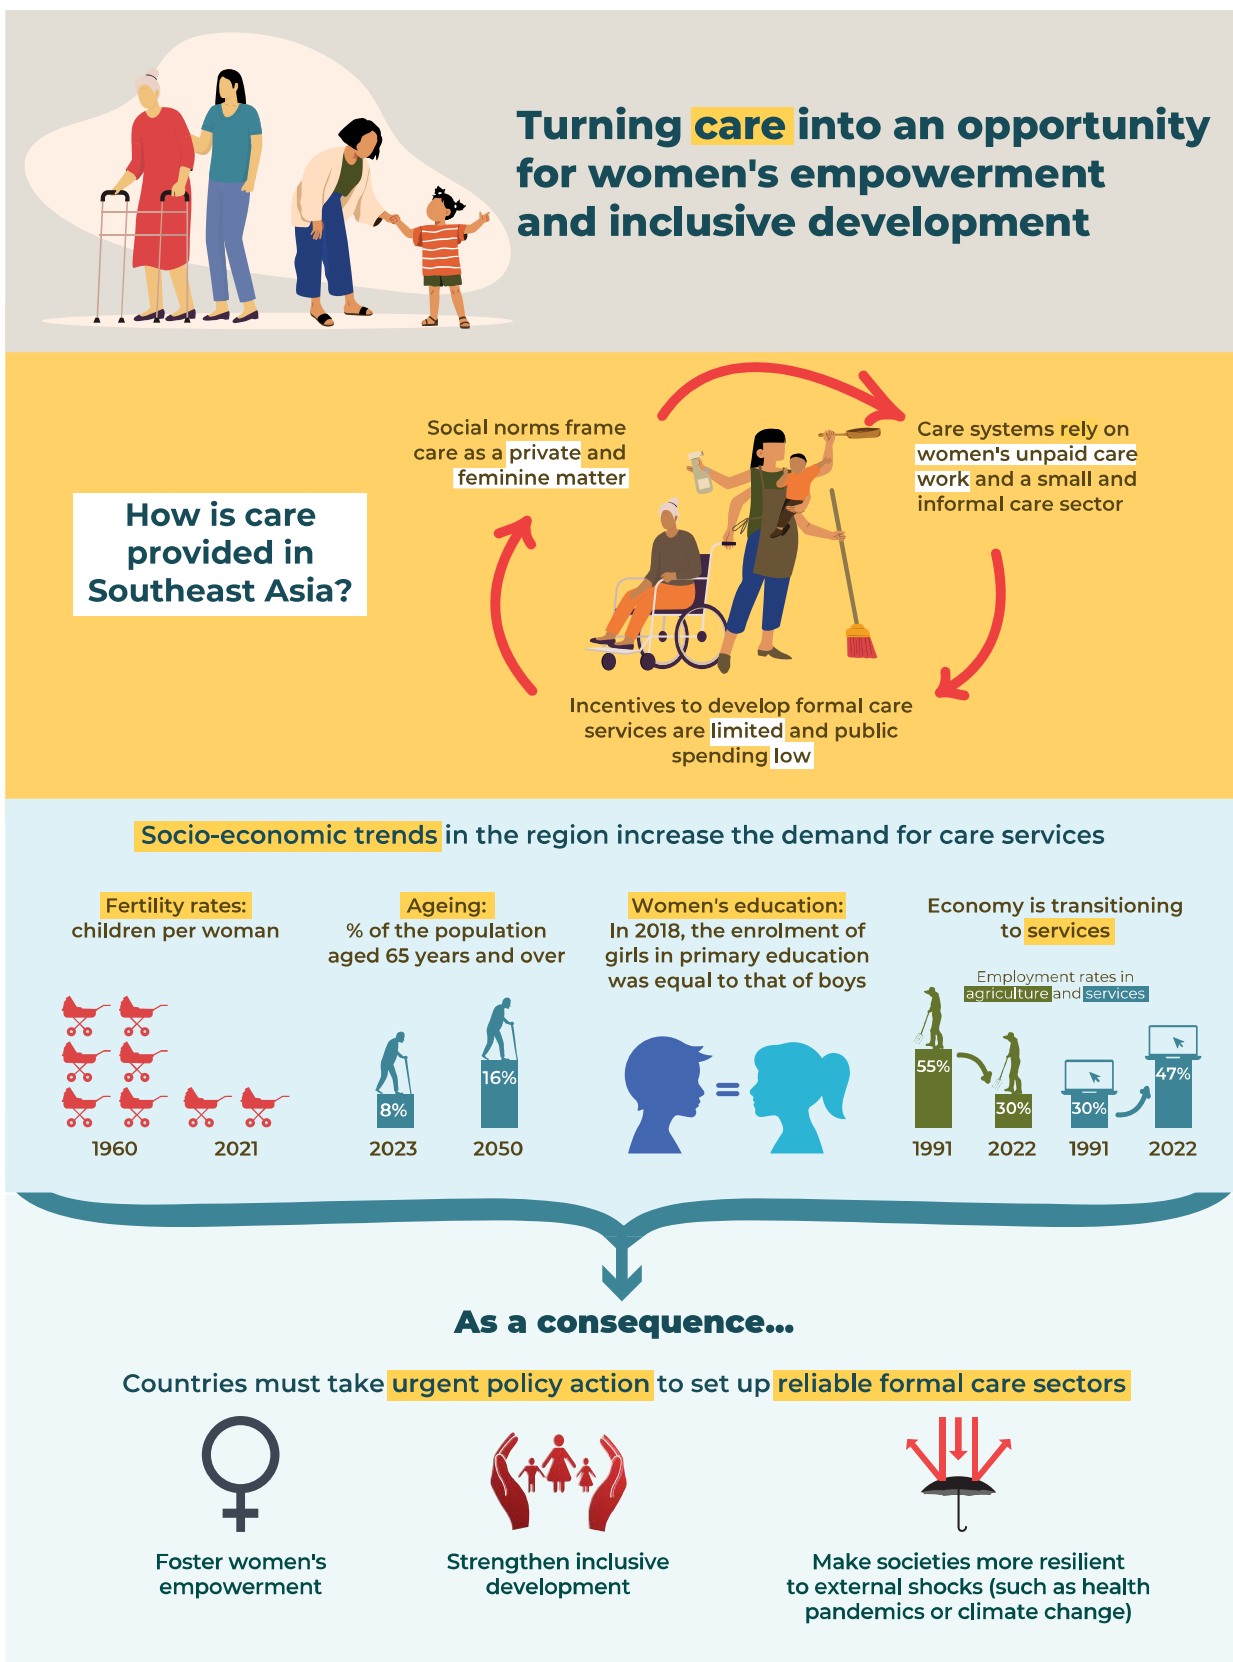 Turning care into an opportunity
for women's empowerment
and inclusive development
How is care
provided in
Southeast Asia?
Social norms frame
care as a private and
feminine matter
Care systems rely on
women's unpaid care
work and a small and
informal care sector
Incentives to develop formal care
services are limited and public
spending low
Socio-economic trends in the region increase the demand for care services
Fertility rates:
children per woman
1960
2021
Ageing:
% of the population
aged 65 years and over
8%
16%
2023
2050
Women's education:
In 2018, the enrolment of
girls in primary education
was equal to that of boys
=
Economy is transitioning
to services
Employment rates in
agriculture and services
55%
30%
30%
47%
1991
2022
1991
2022
As a consequence...
Countries must take urgent policy action to set up reliable formal care sectors
Foster women's
empowerment
Strengthen inclusive
development
Make societies more resilient
to external shocks (such as health
pandemics or climate change)